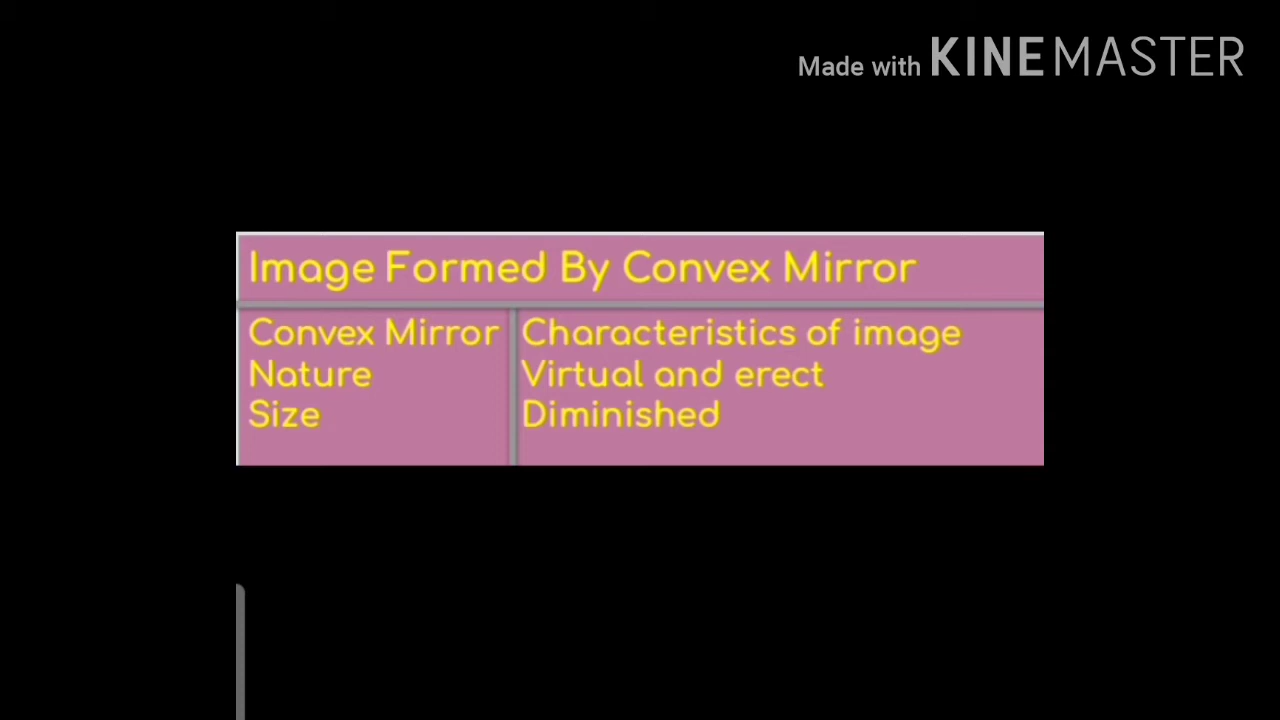 Made with KINEMASTER
Image Formed By Convex Mirror
Convex Mirror Characteristics of image
Nature Virtual and erect
Size Diminished